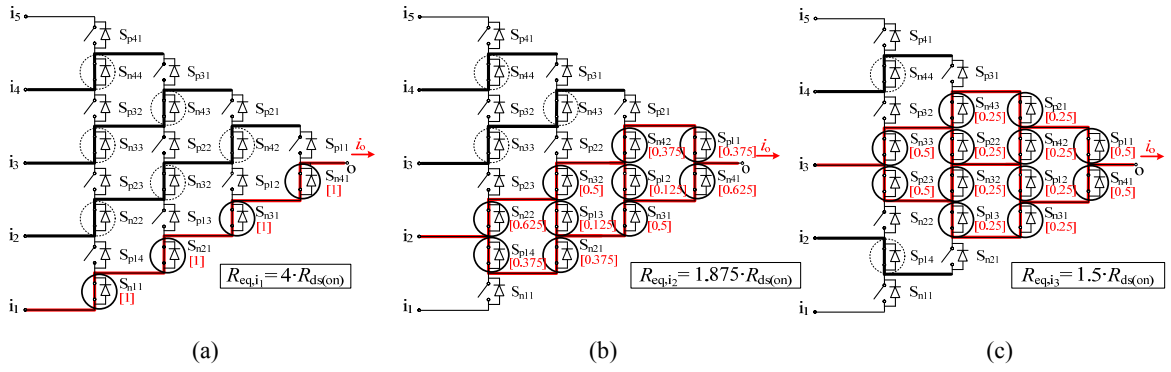 i5
Sp41
i4
Sn44
Sp31
Sp32
Sn43
Sp21
i3
Sn33
Sp22
Sn42
Sp11
io
o
Sp23
Sn32
Sp12
Sn41
[1]
i2
Sn22
Sp13
Sn31
[1]
Sp14
Sn21
[1]
i1
Sn11
[1]
Req,i1 = 4·Rds(on)
(a)
i5
Sp41
i4
Sn44
Sp31
Sp32
Sn43
Sp21
i3
Sn33
Sp22
Sn42
[0.375]
Sp11
[0.375]
io
o
Sp23
Sn32
[0.5]
Sp12
[0.125]
Sn41
[0.625]
i2
Sn22
[0.625]
Sp13
[0.125]
Sn31
[0.5]
Sp14
[0.375]
Sn21
[0.375]
i1
Sn11
Req,i2 = 1.875·Rds(on)
(b)
i5
Sp41
i4
Sn44
Sp31
Sp32
Sn43
[0.25]
Sp21
[0.25]
i3
Sn33
[0.5]
Sp22
[0.25]
Sn42
[0.25]
Sp11
[0.5]
io
o
Sp23
[0.5]
Sn32
[0.25]
Sp12
[0.25]
Sn41
[0.5]
i2
Sn22
Sp13
[0.25]
Sn31
[0.25]
Sp14
Sn21
i1
Sn11
Req,i3 = 1.5·Rds(on)
(c)